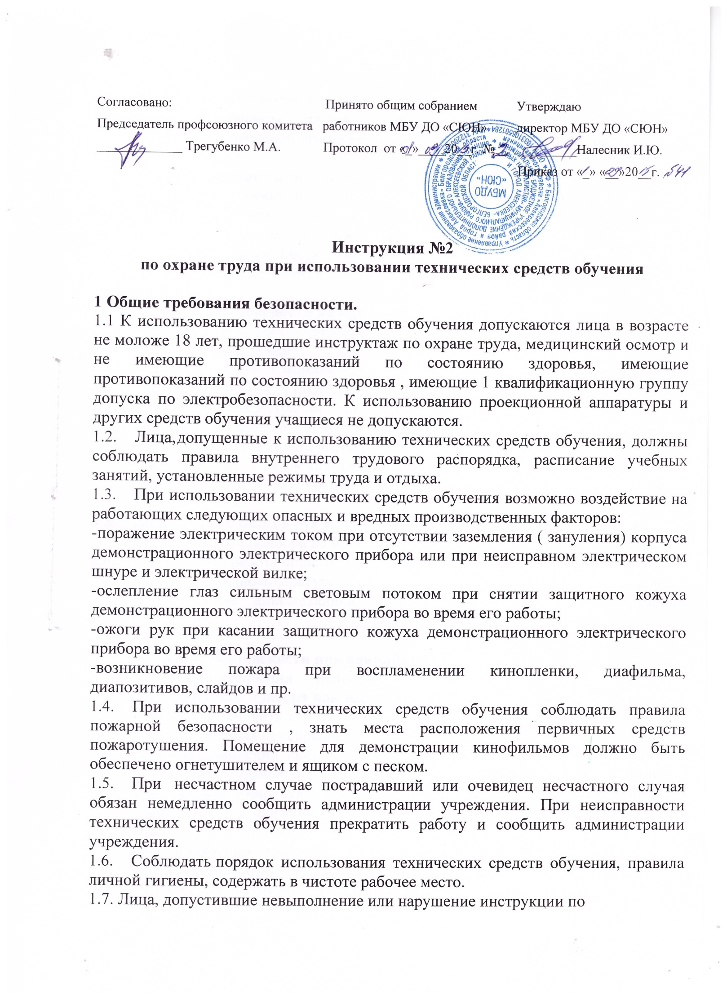 Согласовано:
Принято общим собранием
Утверждаю
Председатель профсоюзного комитета
работников МБУ ДО «СЮН»
директор МБУ ДО «СЮН»
Трегубенко М.А.
Протокол от «01» 09 20 г. №
Налесник И.Ю.
Приказ от «1» «09»2015 г. №41
МБУДО
«СЮН»
Инструкция №2
по охране труда при использовании технических средств обучения
1 Общие требования безопасности.
1.1 К использованию технических средств обучения допускаются лица в возрасте
не моложе 18 лет, прошедшие инструктаж по охране труда, медицинский осмотр и
не имеющие противопоказаний по состоянию здоровья, имеющие
противопоказаний по состоянию здоровья , имеющие 1 квалификационную группу
допуска по электробезопасности. К использованию проекционной аппаратуры и
других средств обучения учащиеся не допускаются.
1.2. Лица, допущенные к использованию технических средств обучения, должны
соблюдать правила внутреннего трудового распорядка, расписание учебных
занятий, установленные режимы труда и отдыха.
1.3. При использовании технических средств обучения возможно воздействие на
работающих следующих опасных и вредных производственных факторов:
-поражение электрическим током при отсутствии заземления ( зануления) корпуса
демонстрационного электрического прибора или при неисправном электрическом
шнуре и электрической вилке;
-ослепление глаз сильным световым потоком при снятии защитного кожуха
демонстрационного электрического прибора во время его работы;
-ожоги рук при касании защитного кожуха демонстрационного электрического
прибора во время его работы;
-возникновение пожара при воспламенении кинопленки, диафильма,
диапозитивов, слайдов и пр.
1.4. При использовании технических средств обучения соблюдать правила
пожарной безопасности , знать места расположения первичных средств
пожаротушения. Помещение для демонстрации кинофильмов должно быть
обеспечено огнетушителем и ящиком с песком.
1.5. При несчастном случае пострадавший или очевидец несчастного случая
обязан немедленно сообщить администрации учреждения. При неисправности
технических средств обучения прекратить работу и сообщить администрации
учреждения.
1.6. Соблюдать порядок использования технических средств обучения, правила
личной гигиены, содержать в чистоте рабочее место.
1.7. Лица, допустившие невыполнение или нарушение инструкции по